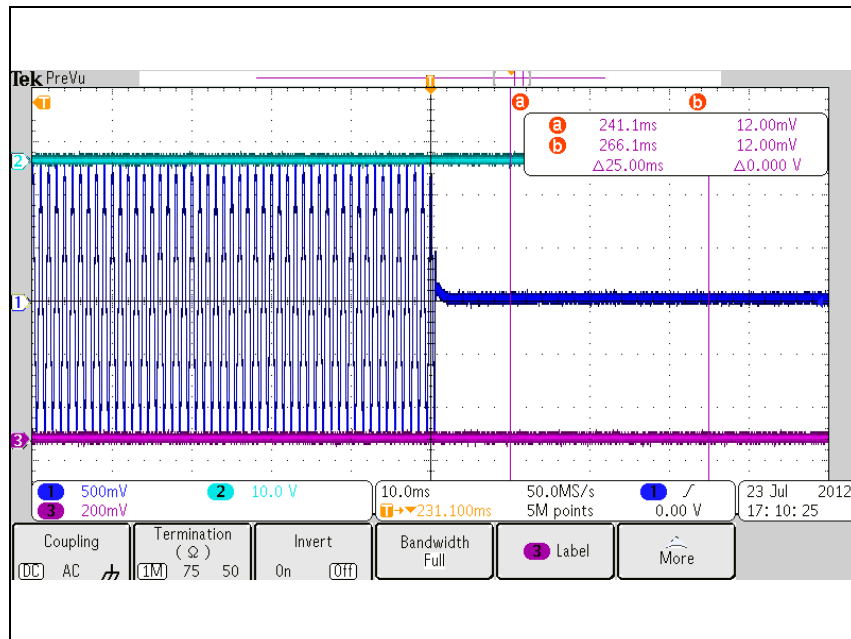 Tek PreVu
T
T
a b
a 241.1ms 12.00mV
b 266.1ms 12.00mV
Δ25.00ms Δ0.000 V
2
1
3
1 500mV 2 10.0 V
3 200mV
10.0ms 50.0MS/s 1 0.00 V
T→▼231.100ms 5M points
23 Jul 2012
17:10:25
Coupling
DC AC
Termination
(Ω)
1M 75 50
Invert
On Off
Bandwidth
Full
3 Label
More